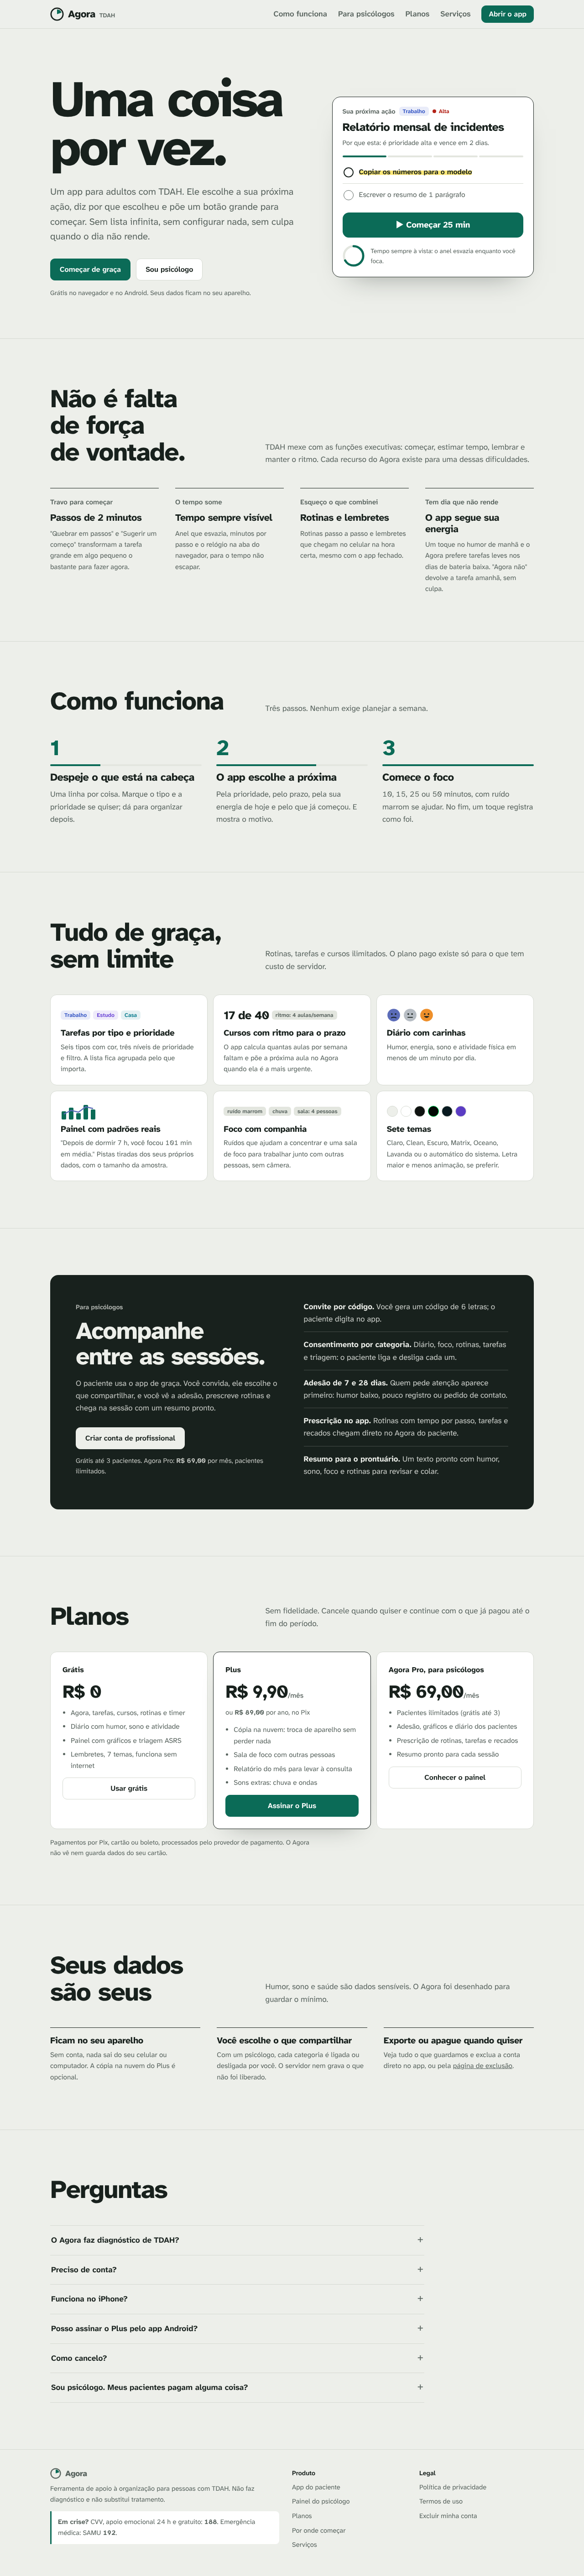 Agora TDAH
Como funciona Para psicólogos Planos Serviços Abrir o app
Uma coisa
por vez.
Um app para adultos com TDAH. Ele escolhe a sua próxima
ação, diz por que escolheu e põe um botão grande para
começar. Sem lista infinita, sem configurar nada, sem culpa
quando o dia não rende.
Começar de graça
Sou psicólogo
Grátis no navegador e no Android. Seus dados ficam no seu aparelho.
Sua próxima ação Trabalho Alta
Relatório mensal de incidentes
Por que esta: é prioridade alta e vence em 2 dias.
Copiar os números para o modelo
Escrever o resumo de 1 parágrafo
Começar 25 min
Tempo sempre à vista: o anel esvazia enquanto você
foca.
Não é falta
de força
de vontade.
TDAH mexe com as funções executivas: começar, estimar tempo, lembrar e
manter o ritmo. Cada recurso do Agora existe para uma dessas dificuldades.
Travo para começar
Passos de 2 minutos
"Quebrar em passos" e "Sugerir um
começo" transformam a tarefa
grande em algo pequeno o
bastante para fazer agora.
O tempo some
Tempo sempre visível
Anel que esvazia, minutos por
passo e o relógio na aba do
navegador, para o tempo não
escapar.
Esqueço o que combinei
Rotinas e lembretes
Rotinas passo a passo e lembretes
que chegam no celular na hora
certa, mesmo com o app fechado.
Tem dia que não rende
O app segue sua
energia
Um toque no humor de manhã e o
Agora prefere tarefas leves nos
dias de bateria baixa. "Agora não"
devolve a tarefa amanhã, sem
culpa.
Como funciona
Três passos. Nenhum exige planejar a semana.
1
Despeje o que está na cabeça
Uma linha por coisa. Marque o tipo e a
prioridade se quiser; dá para organizar
depois.
2
O app escolhe a próxima
Pela prioridade, pelo prazo, pela sua
energia de hoje e pelo que já começou. E
mostra o motivo.
3
Comece o foco
10, 15, 25 ou 50 minutos, com ruído
marrom se ajudar. No fim, um toque registra
como foi.
Tudo de graça,
sem limite
Rotinas, tarefas e cursos ilimitados. O plano pago existe só para o que tem
custo de servidor.
Trabalho Estudo Casa
Tarefas por tipo e prioridade
Seis tipos com cor, três níveis de prioridade
e filtro. A lista fica agrupada pelo que
importa.
17 de 40 ritmo: 4 aulas/semana
Cursos com ritmo para o prazo
O app calcula quantas aulas por semana
faltam e põe a próxima aula no Agora
quando ela é a mais urgente.
Diário com carinhas
Humor, energia, sono e atividade física em
menos de um minuto por dia.
Painel com padrões reais
"Depois de dormir 7 h, você focou 101 min
em média." Pistas tiradas dos seus próprios
dados, com o tamanho da amostra.
ruído marrom chuva sala: 4 pessoas
Foco com companhia
Ruídos que ajudam a concentrar e uma sala
de foco para trabalhar junto com outras
pessoas, sem câmera.
Sete temas
Claro, Clean, Escuro, Matrix, Oceano,
Lavanda ou o automático do sistema. Letra
maior e menos animação, se preferir.
Para psicólogos
Acompanhe
entre as sessões.
O paciente usa o app de graça. Você convida, ele escolhe o
que compartilhar, e você vê a adesão, prescreve rotinas e
chega na sessão com um resumo pronto.
Criar conta de profissional
Grátis até 3 pacientes. Agora Pro: R$ 69,00 por mês, pacientes
ilimitados.
Convite por código. Você gera um código de 6 letras; o
paciente digita no app.
Consentimento por categoria. Diário, foco, rotinas, tarefas
e triagem: o paciente liga e desliga cada um.
Adesão de 7 e 28 dias. Quem pede atenção aparece
primeiro: humor baixo, pouco registro ou pedido de contato.
Prescrição no app. Rotinas com tempo por passo, tarefas e
recados chegam direto no Agora do paciente.
Resumo para o prontuário. Um texto pronto com humor,
sono, foco e rotinas para revisar e colar.
Planos
Sem fidelidade. Cancele quando quiser e continue com o que já pagou até o
fim do período.
Grátis
R$ 0
Agora, tarefas, cursos, rotinas e timer
Diário com humor, sono e atividade
Painel com gráficos e triagem ASRS
Lembretes, 7 temas, funciona sem
internet
Usar grátis
Plus
R$ 9,90/mês
ou R$ 89,00 por ano, no Pix
Cópia na nuvem: troca de aparelho sem
perder nada
Sala de foco com outras pessoas
Relatório do mês para levar à consulta
Sons extras: chuva e ondas
Assinar o Plus
Agora Pro, para psicólogos
R$ 69,00/mês
Pacientes ilimitados (grátis até 3)
Adesão, gráficos e diário dos pacientes
Prescrição de rotinas, tarefas e recados
Resumo pronto para cada sessão
Conhecer o painel
Pagamentos por Pix, cartão ou boleto, processados pelo provedor de pagamento. O Agora
não vê nem guarda dados do seu cartão.
Seus dados
são seus
Humor, sono e saúde são dados sensíveis. O Agora foi desenhado para
guardar o mínimo.
Ficam no seu aparelho
Sem conta, nada sai do seu celular ou
computador. A cópia na nuvem do Plus é
opcional.
Você escolhe o que compartilhar
Com um psicólogo, cada categoria é ligada ou
desligada por você. O servidor nem grava o que
não foi liberado.
Exporte ou apague quando quiser
Veja tudo o que guardamos e exclua a conta
direto no app, ou pela página de exclusão.
Perguntas
O Agora faz diagnóstico de TDAH? +
Preciso de conta? +
Funciona no iPhone? +
Posso assinar o Plus pelo app Android? +
Como cancelo? +
Sou psicólogo. Meus pacientes pagam alguma coisa? +
Agora
Ferramenta de apoio à organização para pessoas com TDAH. Não faz
diagnóstico e não substitui tratamento.
Em crise? CVV, apoio emocional 24 h e gratuito: 188. Emergência
médica: SAMU 192.
Produto
App do paciente
Painel do psicólogo
Planos
Por onde começar
Serviços
Legal
Política de privacidade
Termos de uso
Excluir minha conta